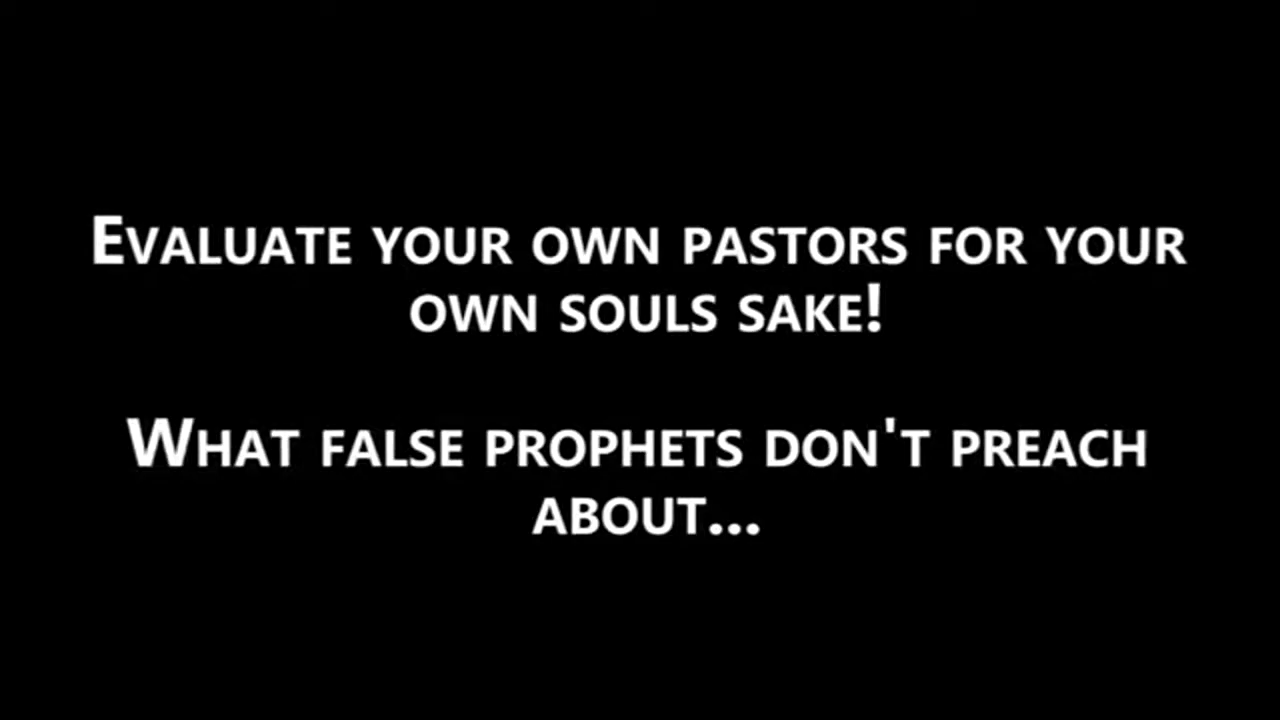 Evaluate your own pastors for your
own souls sake!
What false prophets don't preach
about...